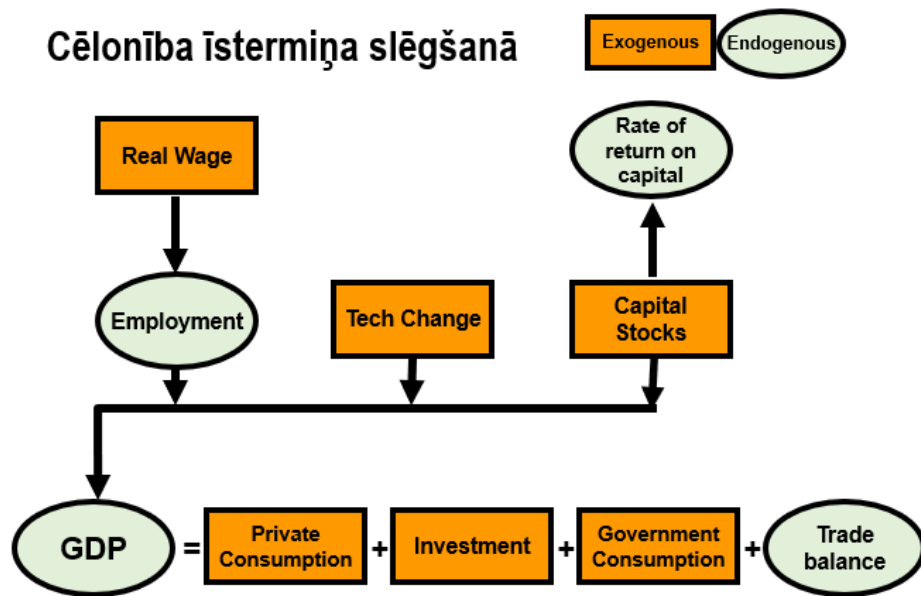 Cēlonība īstermiņa slēgšanā
Exogenous
Endogenous
Real Wage
Rate of
return on
capital
Employment
Tech Change
Capital
Stocks
GDP
=
Private
Consumption
+
Investment
+
Government
Consumption
+
Trade
balance